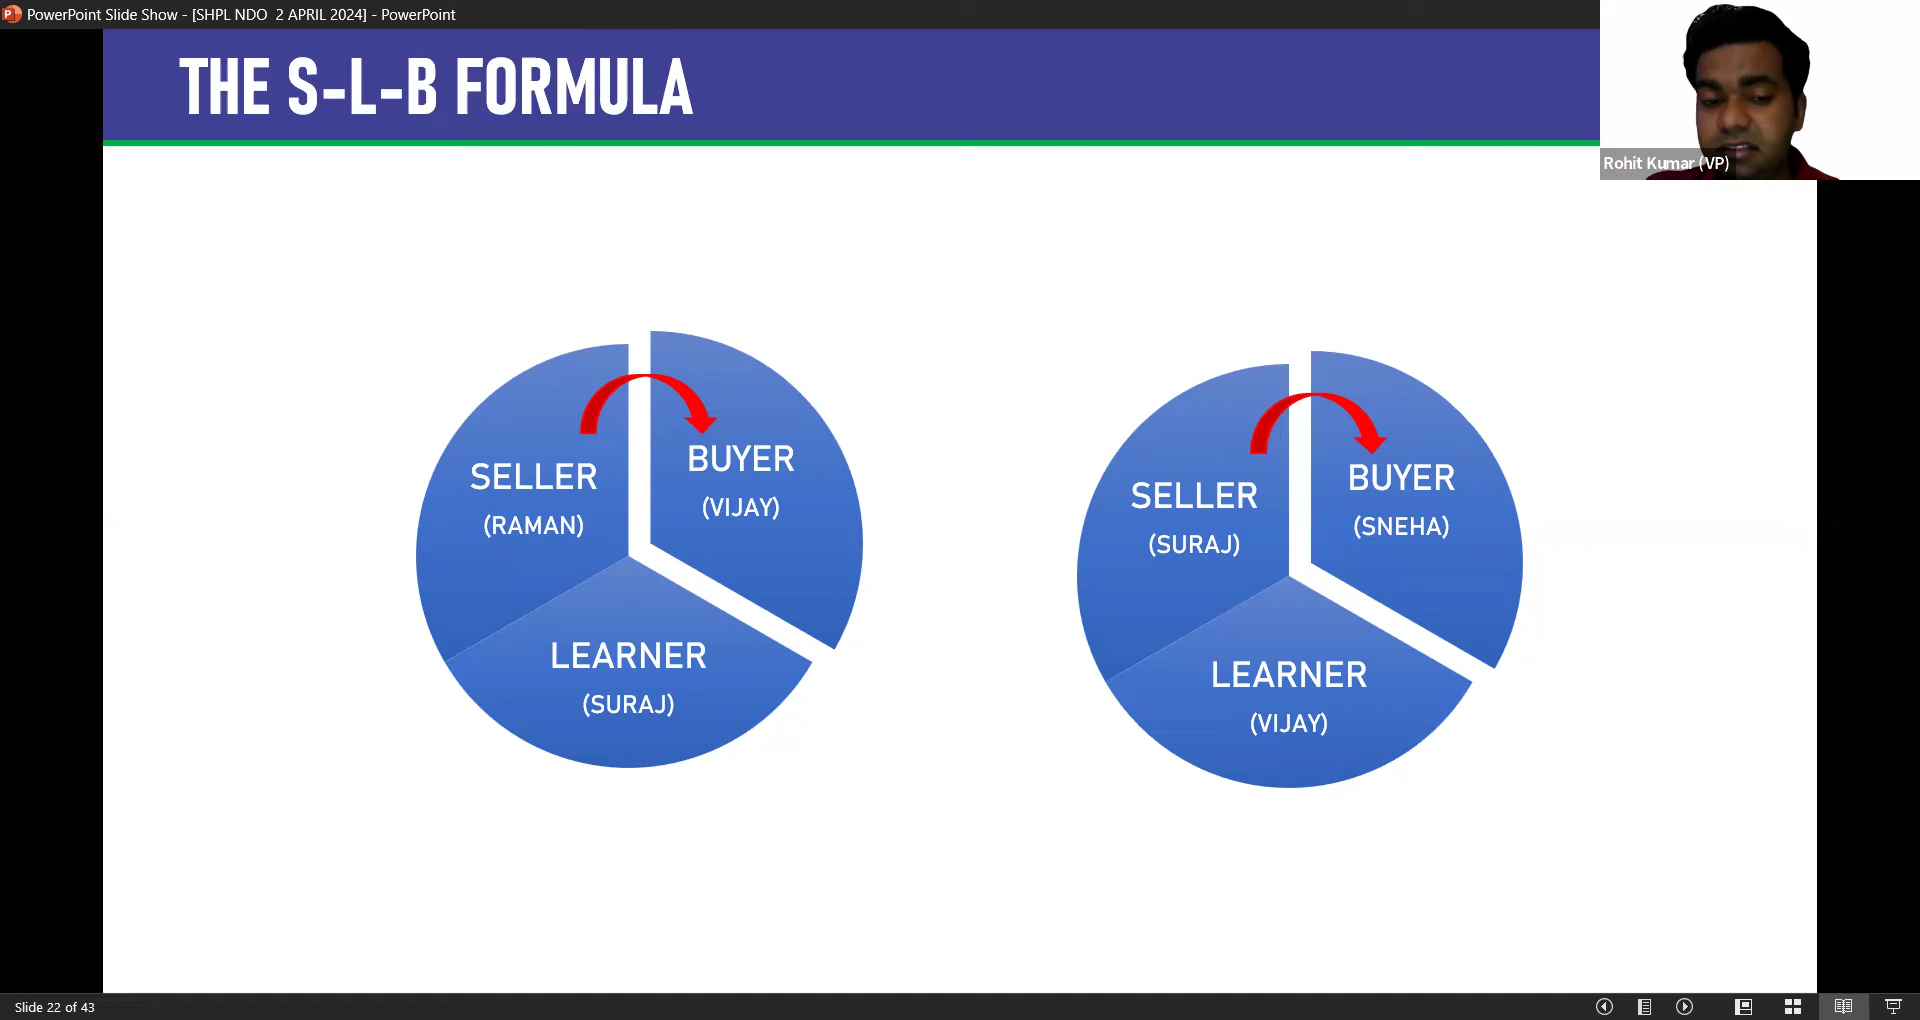 PowerPoint Slide Show - [SHPL NDO  2 APRIL 2024] - PowerPoint
THE S-L-B FORMULA
Rohit Kumar (VP)
SELLER
(RAMAN)
BUYER
(VIJAY)
LEARNER
(SURAJ)
SELLER
(SURAJ)
BUYER
(SNEHA)
LEARNER
(VIJAY)
Slide 22 of 43